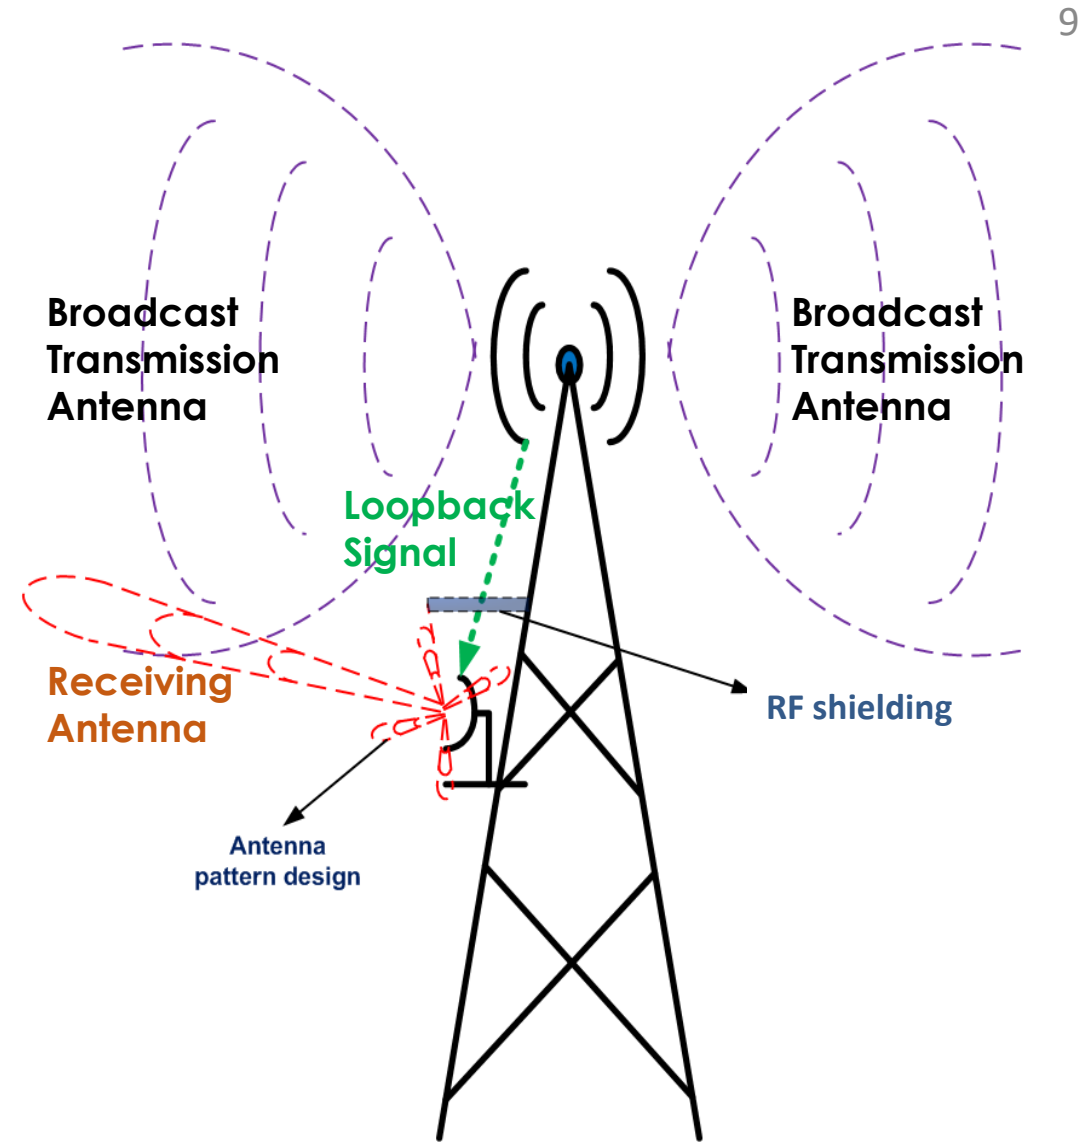 9
Broadcast
Transmission
Antenna
Broadcast
Transmission
Antenna
Loopback
Signal
Receiving
Antenna
RF shielding
Antenna
pattern design